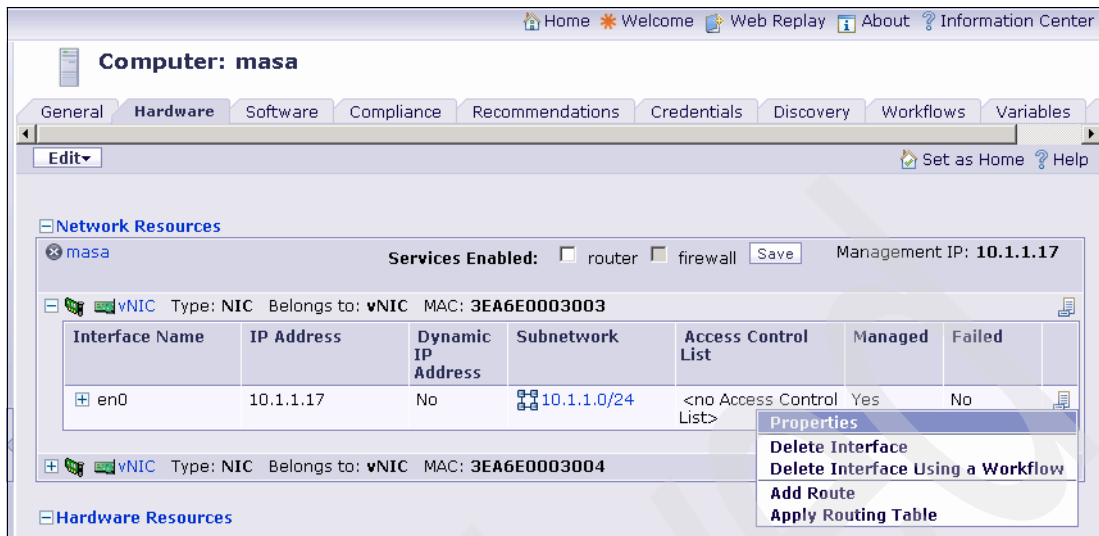 Home Welcome Web Replay About Information Center
Computer: masa
General Hardware Software Compliance Recommendations Credentials Discovery Workflows Variables
Edit Set as Home Help
Network Resources
masa Services Enabled: router firewall Save Management IP: 10.1.1.17
vNIC Type: NIC Belongs to: vNIC MAC: 3EA6E0003003
Interface Name IP Address Dynamic IP Address Subnetwork Access Control List Managed Failed
en0 10.1.1.17 No 10.1.1.0/24 <no Access Control List> Yes No
Properties
Delete Interface
Delete Interface Using a Workflow
Add Route
Apply Routing Table
vNIC Type: NIC Belongs to: vNIC MAC: 3EA6E0003004
Hardware Resources